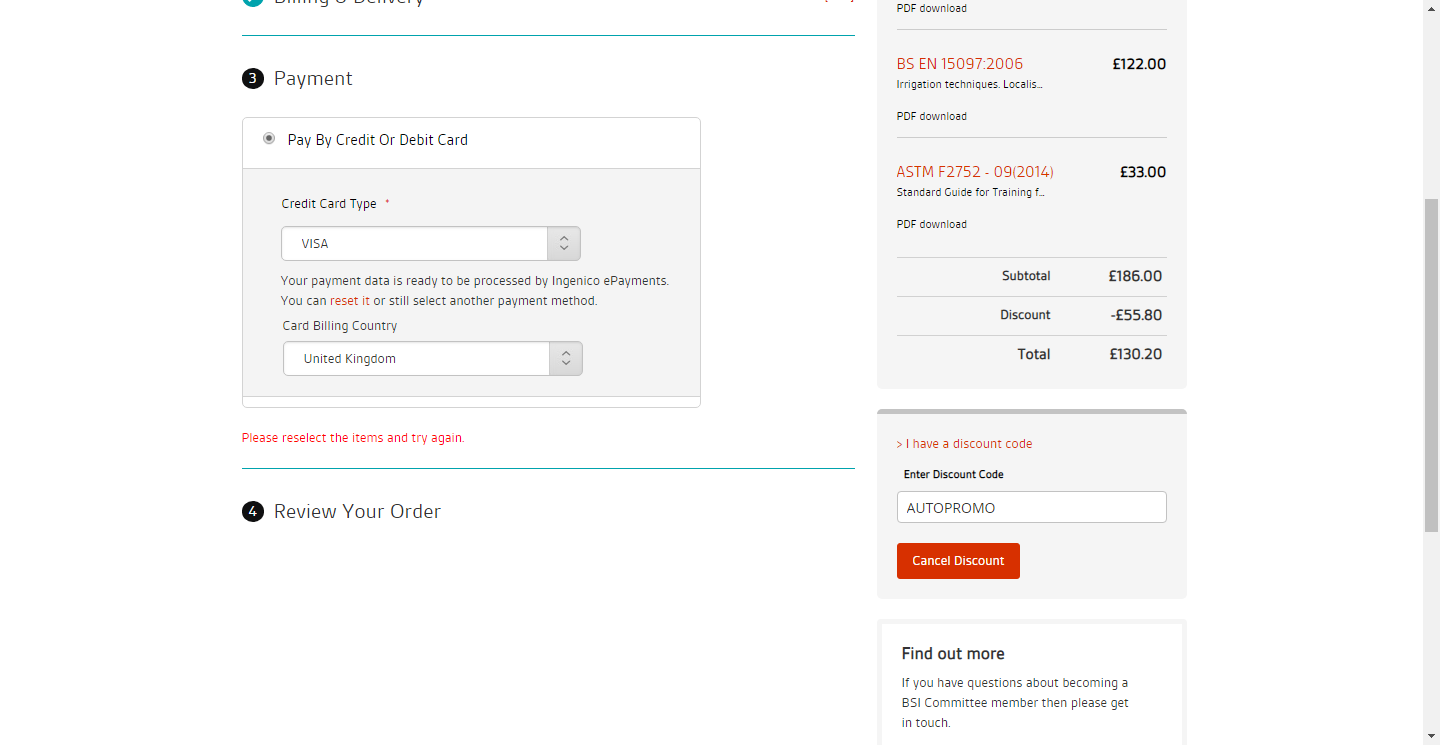 Billing & Delivery
3 Payment
Pay By Credit Or Debit Card
Credit Card Type *
VISA
Your payment data is ready to be processed by Ingenico ePayments.
You can reset it or still select another payment method.
Card Billing Country
United Kingdom
Please reselect the items and try again.
4 Review Your Order
PDF download
BS EN 15097:2006 £122.00
Irrigation techniques. Localis...
PDF download
ASTM F2752 - 09(2014) £33.00
Standard Guide for Training f...
PDF download
Subtotal £186.00
Discount -£55.80
Total £130.20
> I have a discount code
Enter Discount Code
AUTOPROMO
Cancel Discount
Find out more
If you have questions about becoming a
BSI Committee member then please get
in touch.